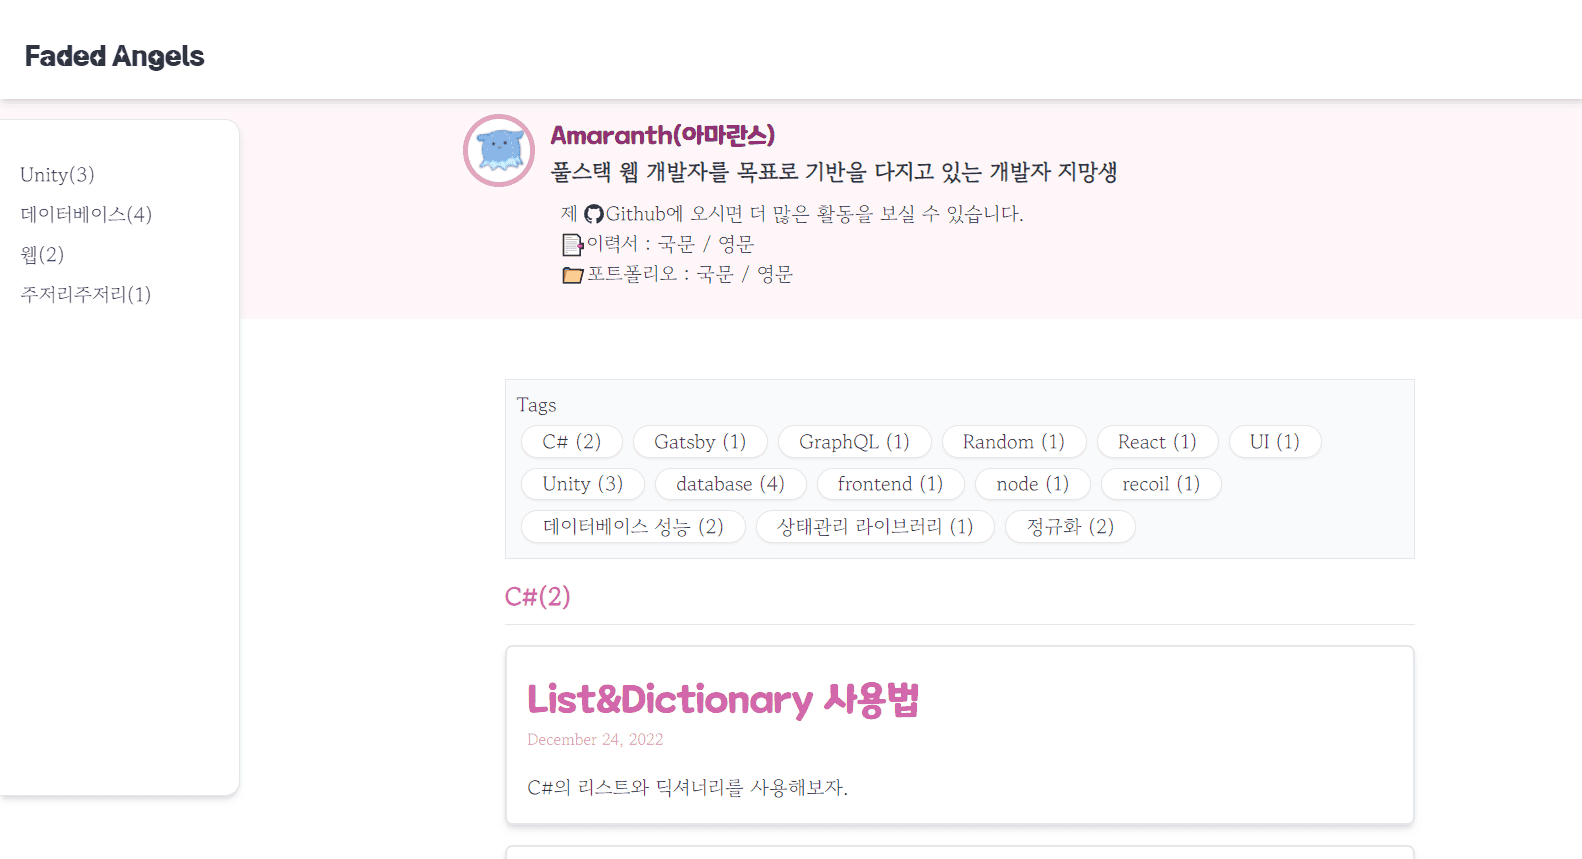 Faded Angels
Unity(3)
데이터베이스(4)
웹(2)
주저리주저리(1)
Amaranth(아마란스)
풀스택 웹 개발자를 목표로 기반을 다지고 있는 개발자 지망생
제 Github에 오시면 더 많은 활동을 보실 수 있습니다.
이력서 : 국문 / 영문
포트폴리오 : 국문 / 영문
Tags
C# (2) Gatsby (1) GraphQL (1) Random (1) React (1) UI (1)
Unity (3) database (4) frontend (1) node (1) recoil (1)
데이터베이스 성능 (2) 상태관리 라이브러리 (1) 정규화 (2)
C#(2)
List&Dictionary 사용법
December 24, 2022
C#의 리스트와 딕셔너리를 사용해보자.